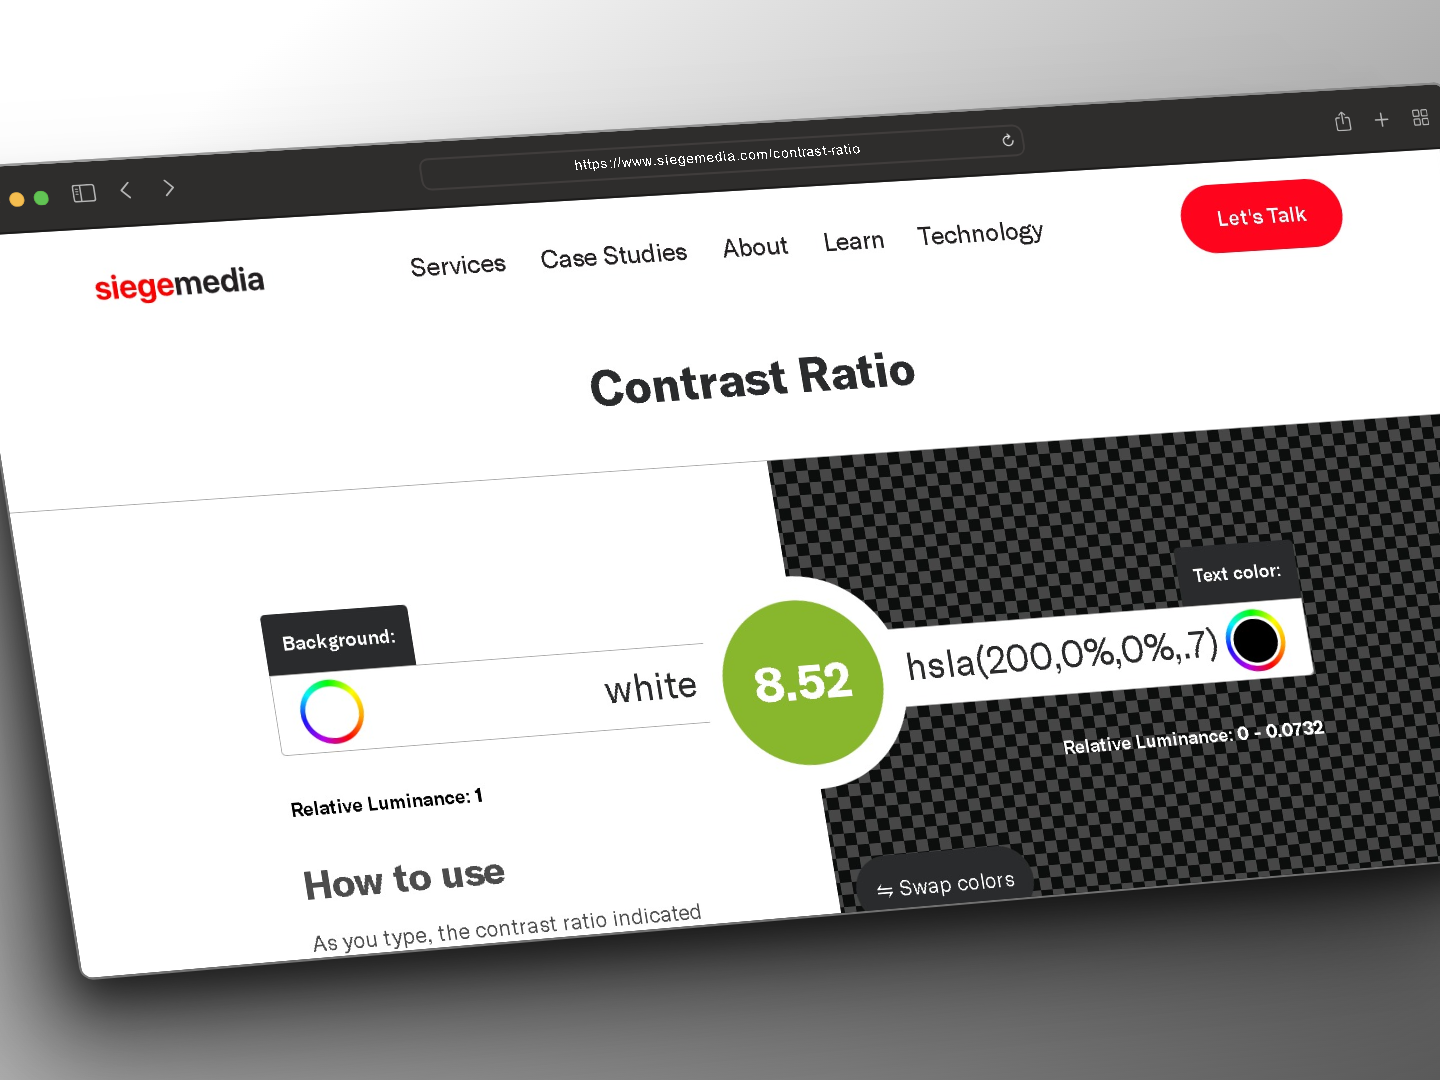 https://www.siegemedia.com/contrast-ratio
siegemedia
Services Case Studies About Learn Technology
Let's Talk
Contrast Ratio
Background:
white
Relative Luminance: 1
8.52
Text color:
hsla(200,0%,0%,.7)
Relative Luminance: 0 - 0.0732
⇋ Swap colors
How to use
As you type, the contrast ratio indicated